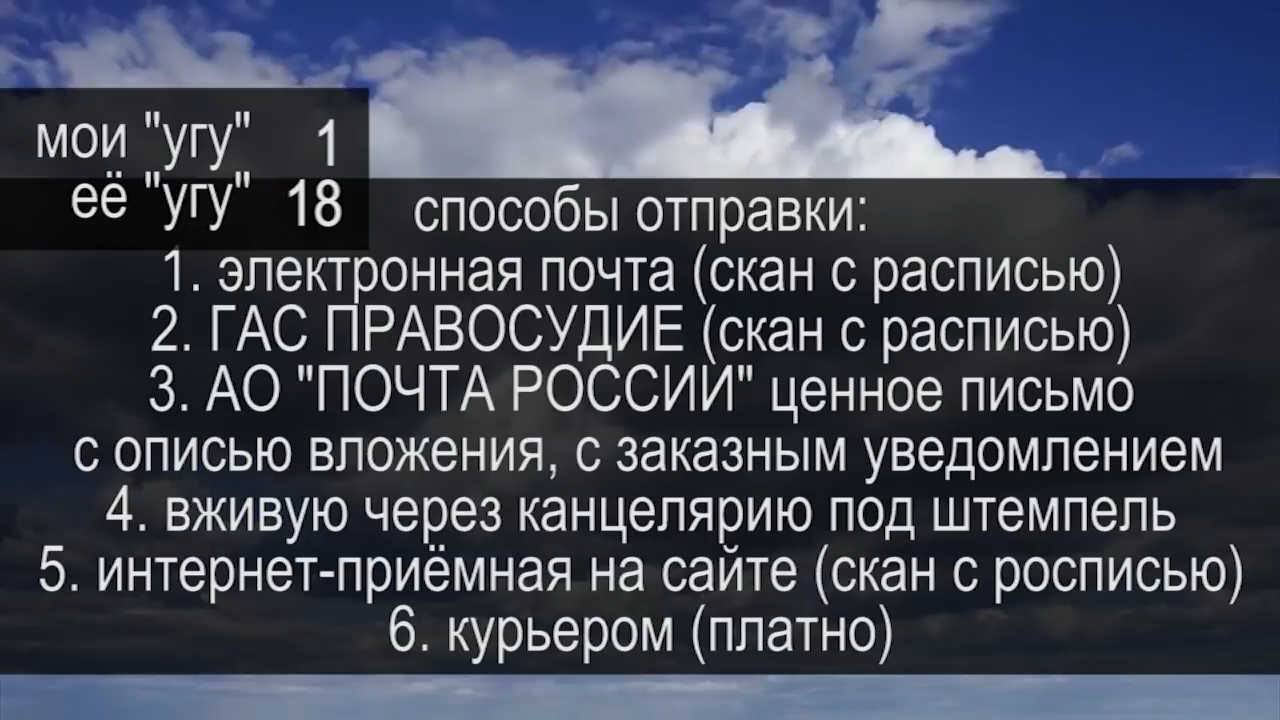 мои "угу" 1
её "угу" 18
способы отправки:
1. электронная почта (скан с расписью)
2. ГАС ПРАВОСУДИЕ (скан с расписью)
3. АО "ПОЧТА РОССИИ" ценное письмо
с описью вложения, с заказным уведомлением
4. вживую через канцелярию под штемпель
5. интернет-приёмная на сайте (скан с росписью)
6. курьером (платно)